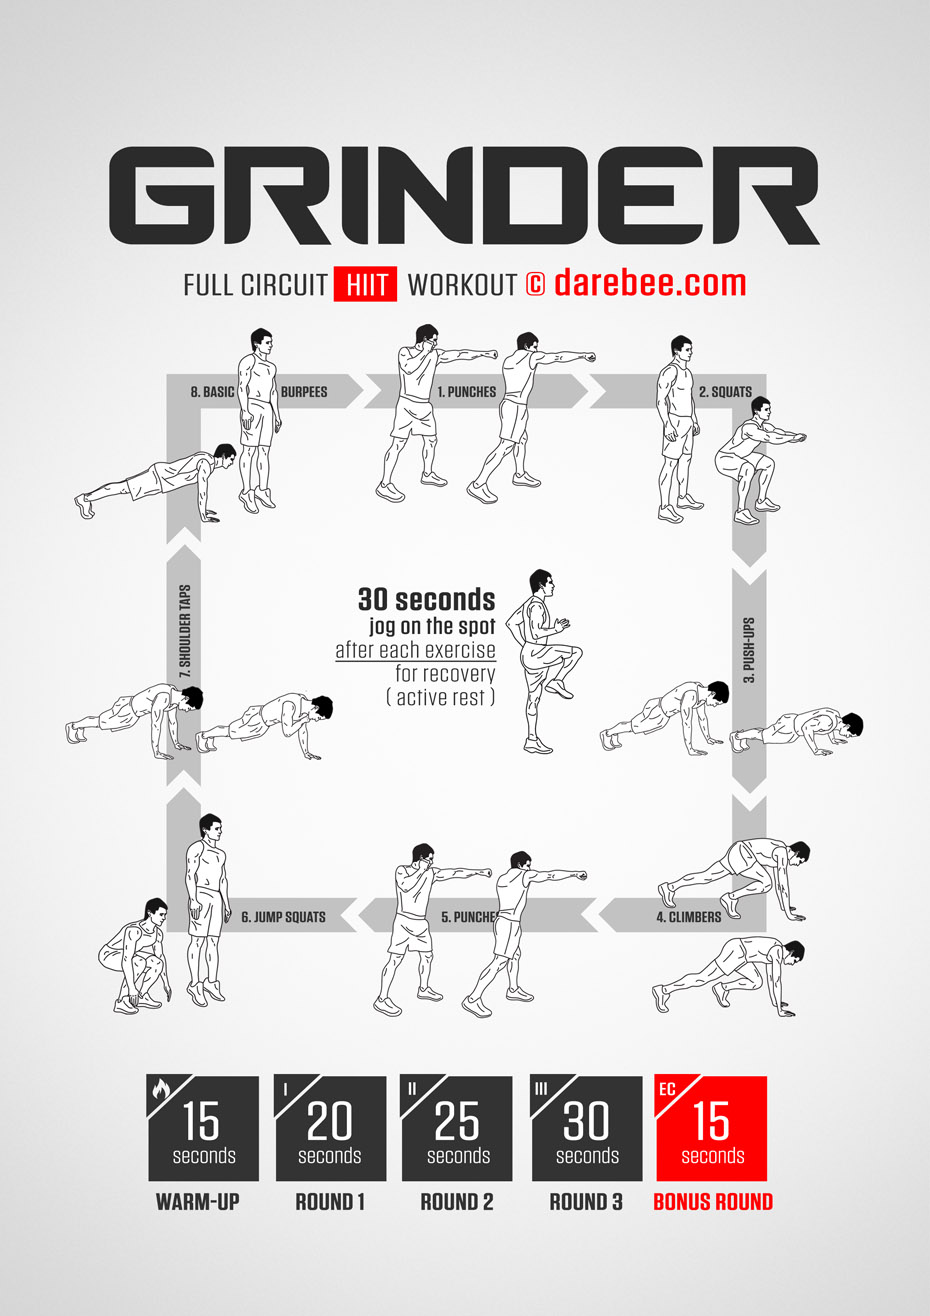 GRINDER
FULL CIRCUIT HIIT WORKOUT © darebee.com
8. BASIC BURPEES
1. PUNCHES
2. SQUATS
3. PUSH-UPS
4. CLIMBERS
5. PUNCHE
6. JUMP SQUATS
7. SHOULDER TAPS
30 seconds
jog on the spot
after each exercise
for recovery
( active rest )
15
seconds
WARM-UP
I
20
seconds
ROUND 1
II
25
seconds
ROUND 2
III
30
seconds
ROUND 3
EC
15
seconds
BONUS ROUND